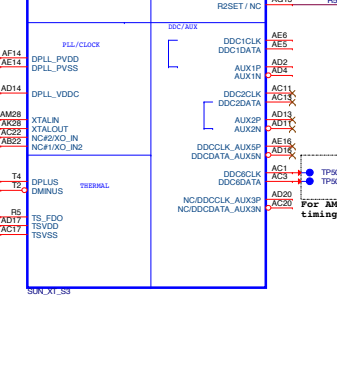 R2SET / NC
DDC/AUX
PLL/CLOCK
AF14 DPLL_PVDD
AE14 DPLL_PVSS
AD14 DPLL_VDDC
AM28 XTALIN
AK28 XTALOUT
AC22 NC#2/XO_IN
AB22 NC#1/XO_IN2
T4 DPLUS
T2 DMINUS
THERMAL
R5 TS_FDO
AD17 TSVDD
AC17 TSVSS
DDC1CLK AE6
DDC1DATA AE5
AUX1P AD2
AUX1N AD4
DDC2CLK AC11
DDC2DATA AC13
AUX2P AD13
AUX2N AD11
DDCCLK_AUX5P AE16
DDCDATA_AUX5N AD16
DDC6CLK AC1
DDC6DATA AC3
NC/DDCCLK_AUX3P AD20
NC/DDCDATA_AUX3N AC20
For AM
timing
SUN_XT_S3